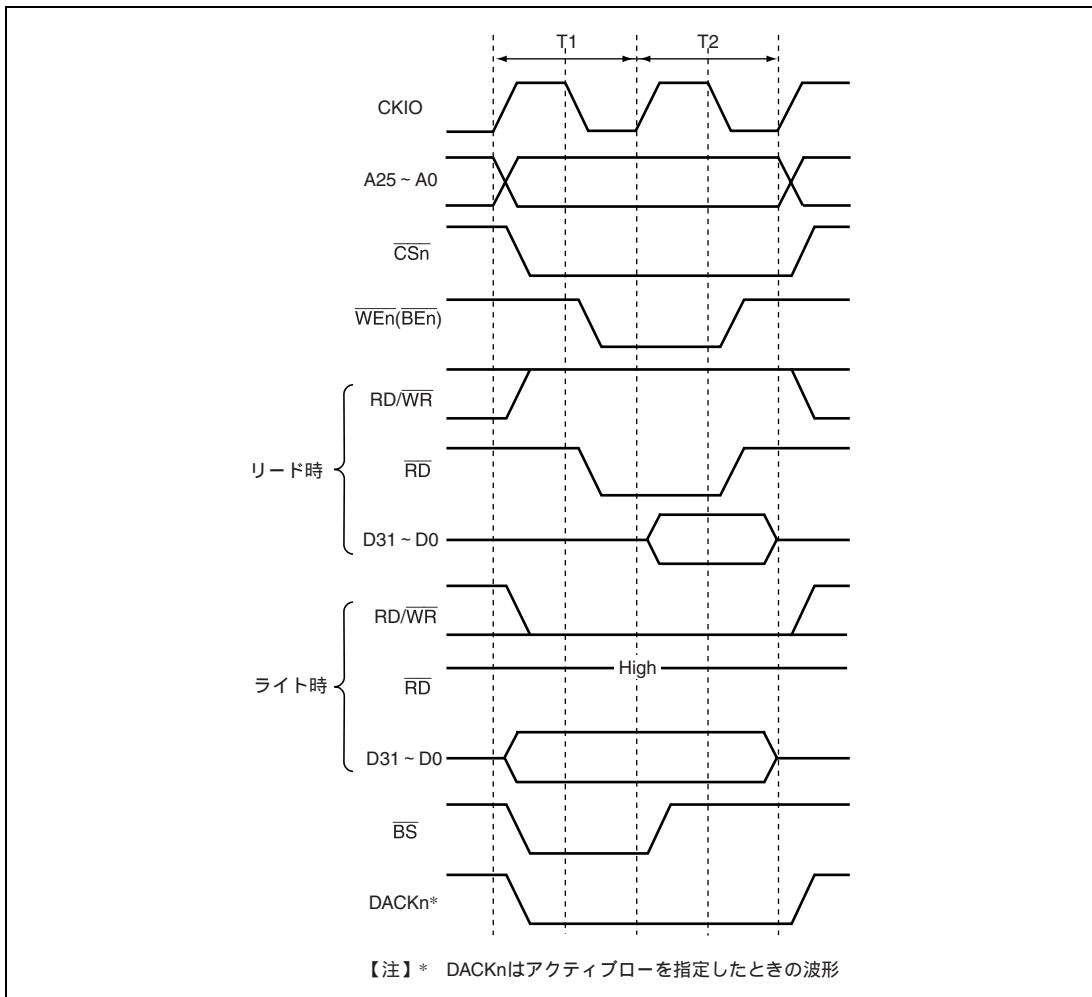 T1 T2
CKIO
A25 ~ A0
CSn
WEn(BEn)
リード時
RD/WR
RD
D31 ~ D0
ライト時
RD/WR
High
RD
D31 ~ D0
BS
DACKn*
【注】* DACKnはアクティブローを指定したときの波形